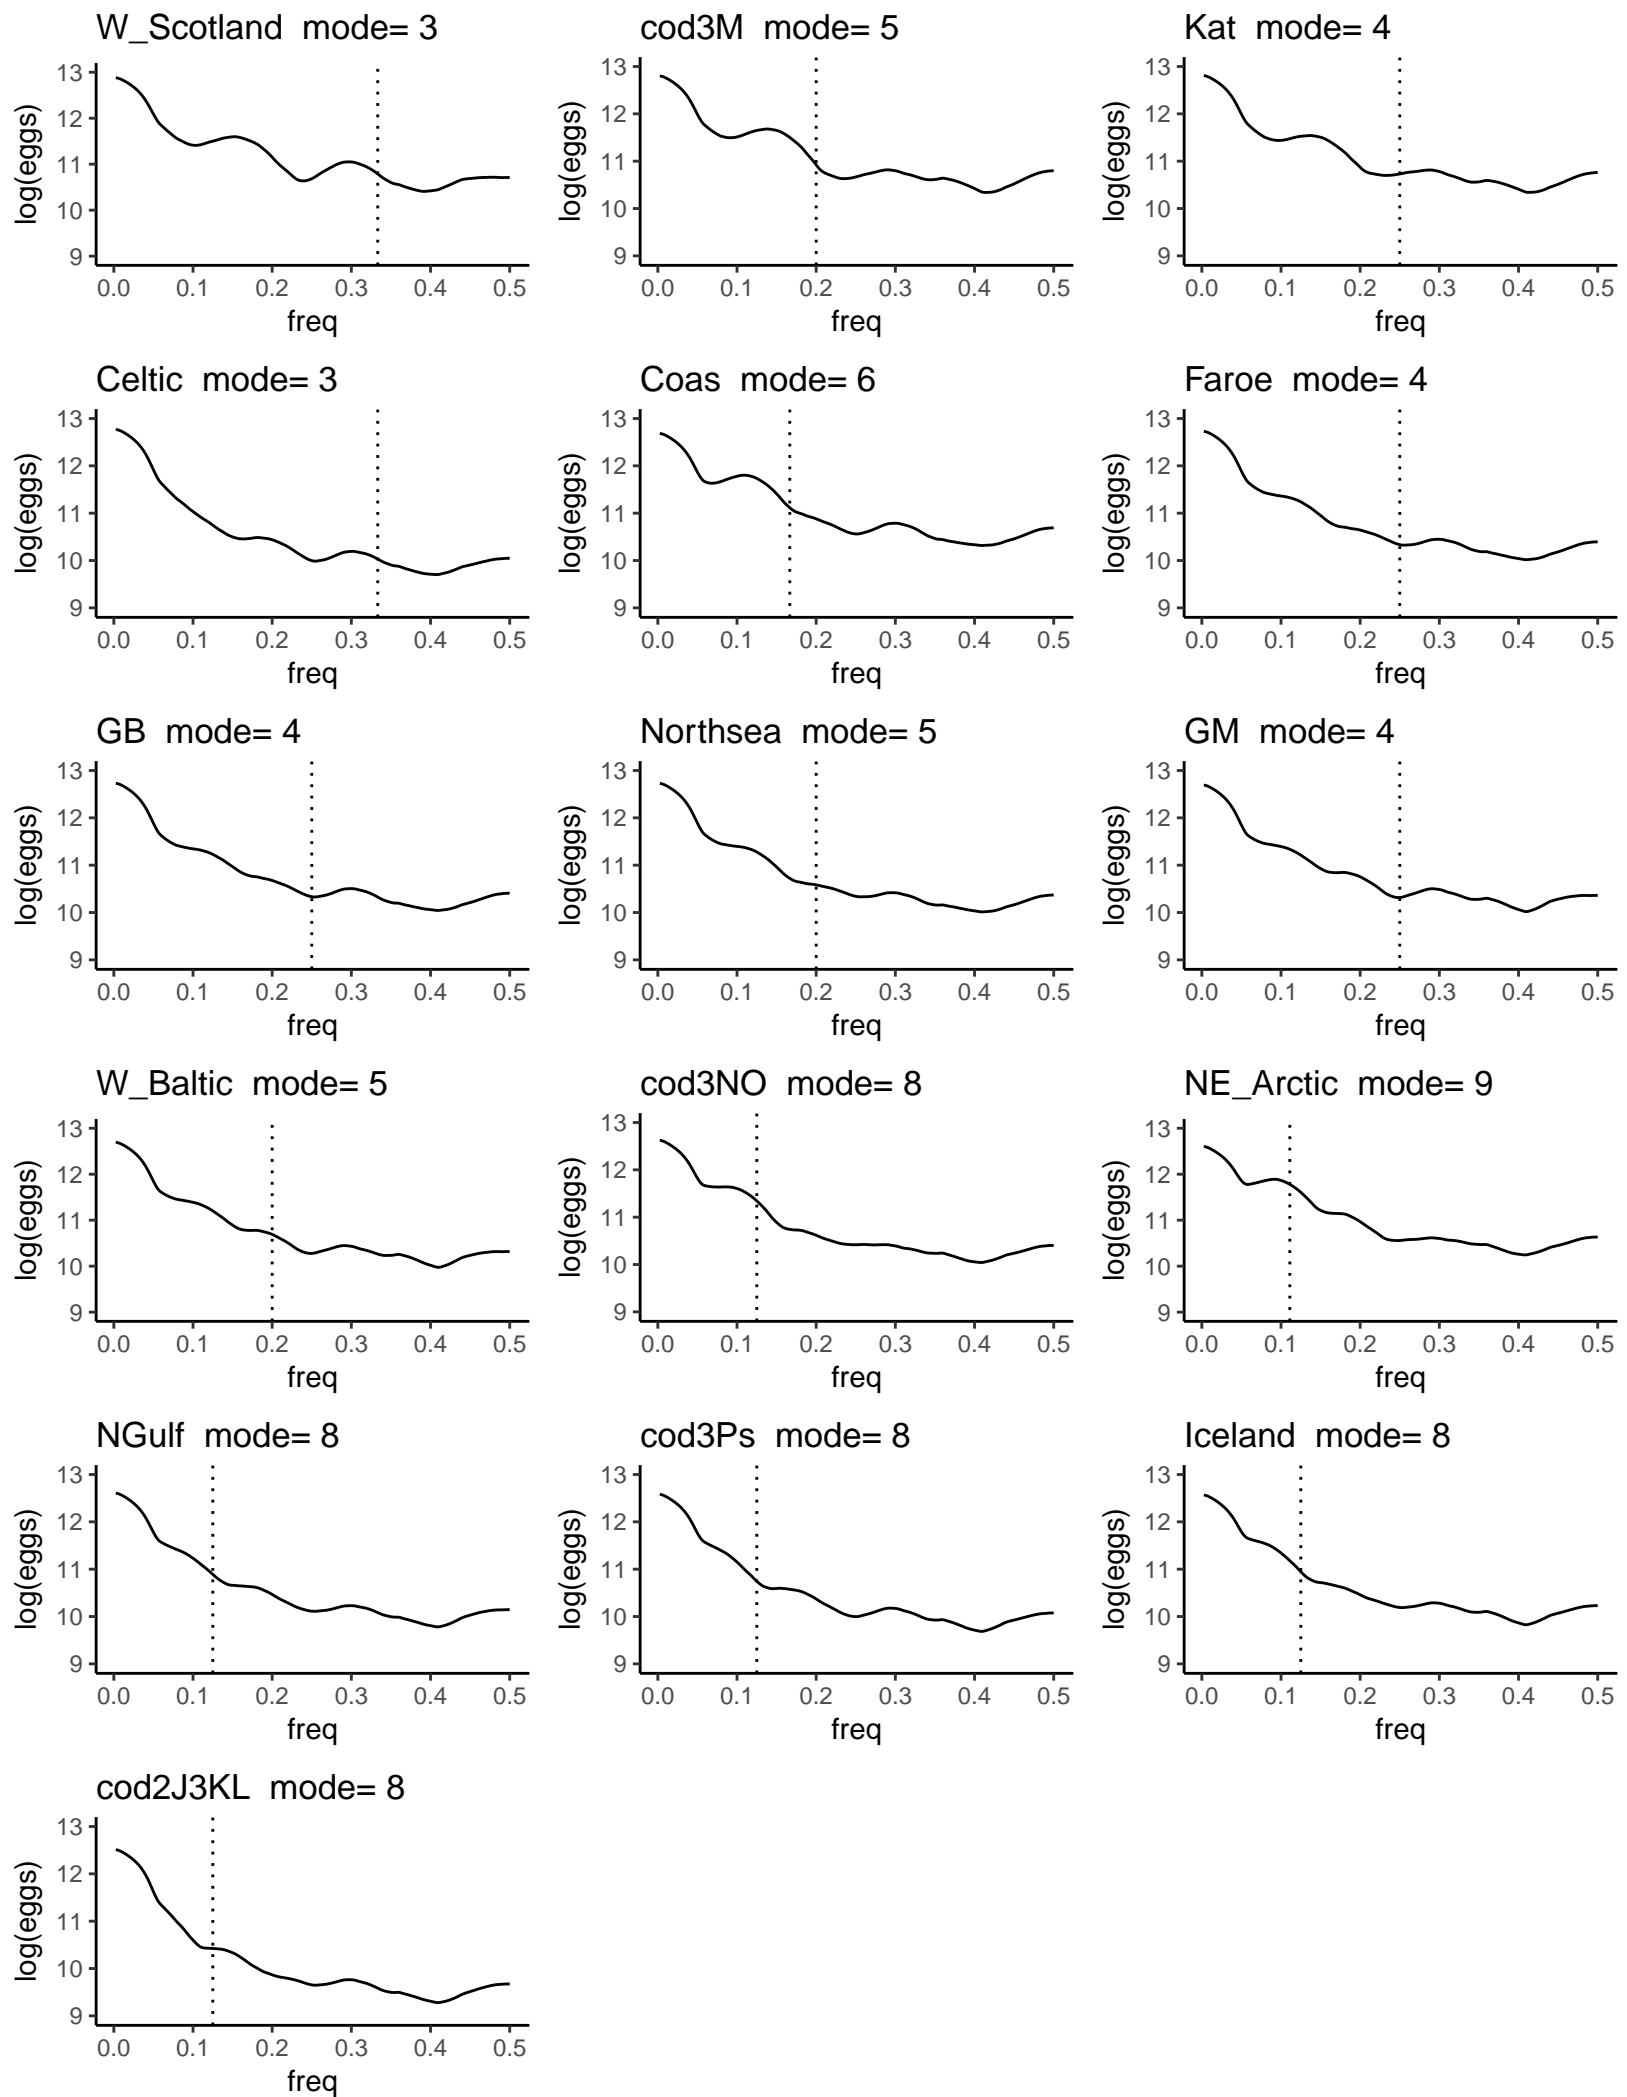 W_Scotland mode= 3
cod3M mode= 5
Kat mode= 4
log(eggs)
13
12
11
10
9
0.0 0.1 0.2 0.3 0.4 0.5
freq
log(eggs)
13
12
11
10
9
0.0 0.1 0.2 0.3 0.4 0.5
freq
log(eggs)
13
12
11
10
9
0.0 0.1 0.2 0.3 0.4 0.5
freq
Celtic mode= 3
Coas mode= 6
Faroe mode= 4
log(eggs)
13
12
11
10
9
0.0 0.1 0.2 0.3 0.4 0.5
freq
log(eggs)
13
12
11
10
9
0.0 0.1 0.2 0.3 0.4 0.5
freq
log(eggs)
13
12
11
10
9
0.0 0.1 0.2 0.3 0.4 0.5
freq
GB mode= 4
Northsea mode= 5
GM mode= 4
log(eggs)
13
12
11
10
9
0.0 0.1 0.2 0.3 0.4 0.5
freq
log(eggs)
13
12
11
10
9
0.0 0.1 0.2 0.3 0.4 0.5
freq
log(eggs)
13
12
11
10
9
0.0 0.1 0.2 0.3 0.4 0.5
freq
W_Baltic mode= 5
cod3NO mode= 8
NE_Arctic mode= 9
log(eggs)
13
12
11
10
9
0.0 0.1 0.2 0.3 0.4 0.5
freq
log(eggs)
13
12
11
10
9
0.0 0.1 0.2 0.3 0.4 0.5
freq
log(eggs)
13
12
11
10
9
0.0 0.1 0.2 0.3 0.4 0.5
freq
NGulf mode= 8
cod3Ps mode= 8
Iceland mode= 8
log(eggs)
13
12
11
10
9
0.0 0.1 0.2 0.3 0.4 0.5
freq
log(eggs)
13
12
11
10
9
0.0 0.1 0.2 0.3 0.4 0.5
freq
log(eggs)
13
12
11
10
9
0.0 0.1 0.2 0.3 0.4 0.5
freq
cod2J3KL mode= 8
log(eggs)
13
12
11
10
9
0.0 0.1 0.2 0.3 0.4 0.5
freq